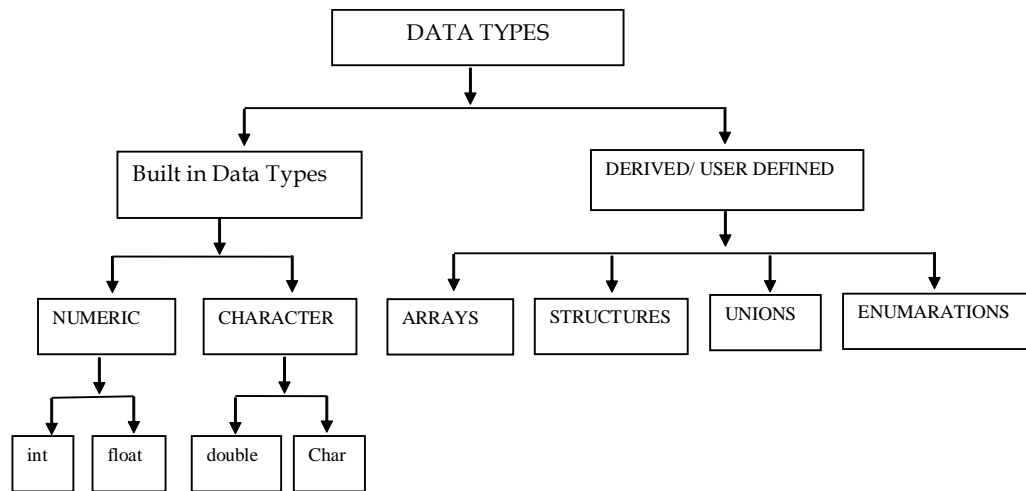 DATA TYPES
Built in Data Types
DERIVED/ USER DEFINED
NUMERIC
CHARACTER
ARRAYS
STRUCTURES
UNIONS
ENUMARATIONS
int
float
double
Char